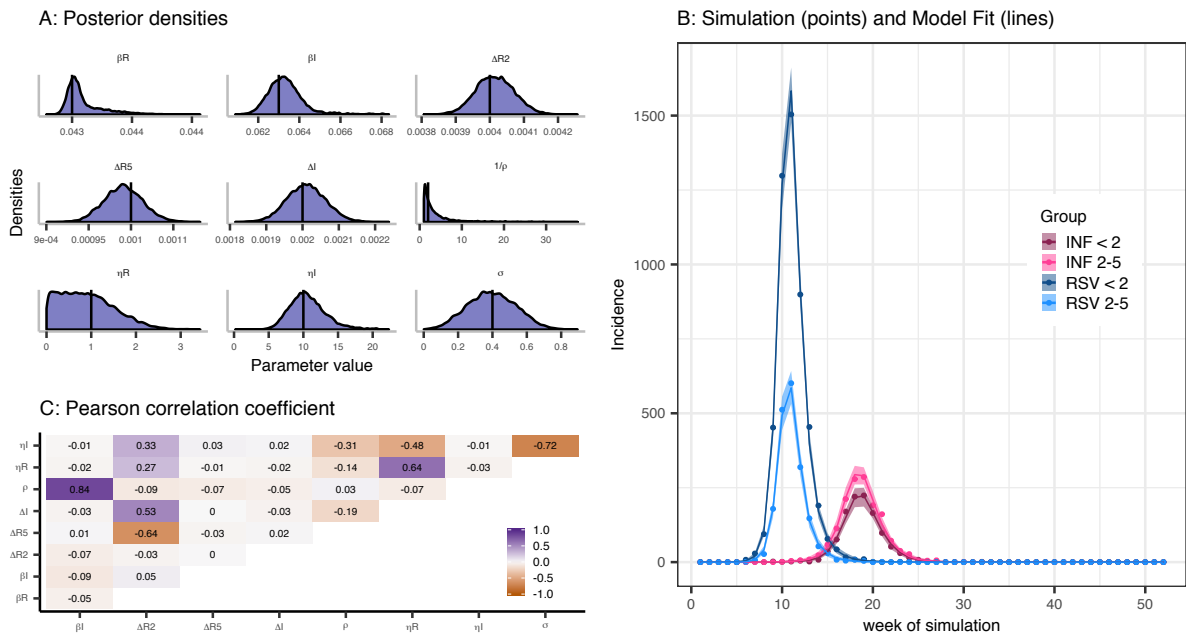 A: Posterior densities
βR
βI
ΔR2
0.043
0.044
0.044
0.062
0.064
0.066
0.068
0.0038
0.0039
0.004
0.0041
0.0042
ΔR5
ΔI
1/ρ
9e-04
0.00095
0.001
0.0011
0.0018
0.0019
0.002
0.0021
0.0022
0
10
20
30
ηR
ηI
σ
0
1
2
3
0
5
10
15
20
0
0.2
0.4
0.6
0.8
Densities
Parameter value
C: Pearson correlation coefficient
ηI -0.01 0.33 0.03 0.02 -0.31 -0.48 -0.01 -0.72
ηR -0.02 0.27 -0.01 -0.02 -0.14 0.64 -0.03
ρ 0.84 -0.09 -0.07 -0.05 0.03 -0.07
ΔI -0.03 0.53 0 -0.03 -0.19
ΔR5 0.01 -0.64 -0.03 0.02
ΔR2 -0.07 -0.03 0
βI -0.09 0.05
βR -0.05
βI ΔR2 ΔR5 ΔI ρ ηR ηI σ
1.0
0.5
0.0
-0.5
-1.0
B: Simulation (points) and Model Fit (lines)
Incidence
1500
1000
500
0
0 10 20 30 40 50
week of simulation
Group
INF < 2
INF 2-5
RSV < 2
RSV 2-5